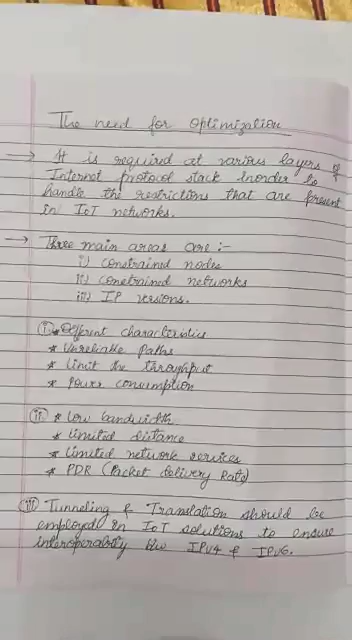 The need for Optimization
→ It is required at various layers of
Internet protocol stack inorder to
handle the restrictions that are present
in IoT networks.
→ Three main areas are :-
i) constrained nodes
ii) constrained networks
iii) IP versions.
(i) * Different characteristics
* Unreliable Paths
* Limit the throughput
* Power consumption
(ii) * Low bandwidth
* Limited distance
* Limited network services
* PDR (Packet delivery Rate)
(iii) Tunneling & Translation should be
employed in IoT solutions to ensure
interoperability b/w IPv4 & IPv6.